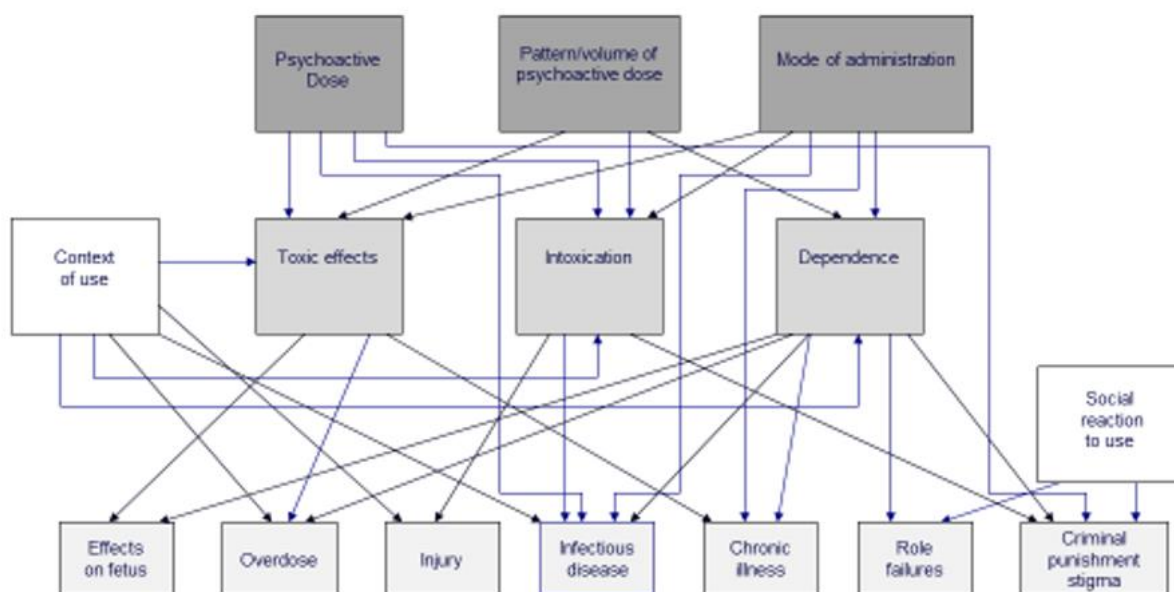 Psychoactive
Dose
Pattern/volume of
psychoactive dose
Mode of administration
Context
of use
Toxic effects
Intoxication
Dependence
Social
reaction
to use
Effects
on fetus
Overdose
Injury
Infectious
disease
Chronic
illness
Role
failures
Criminal
punishment
stigma